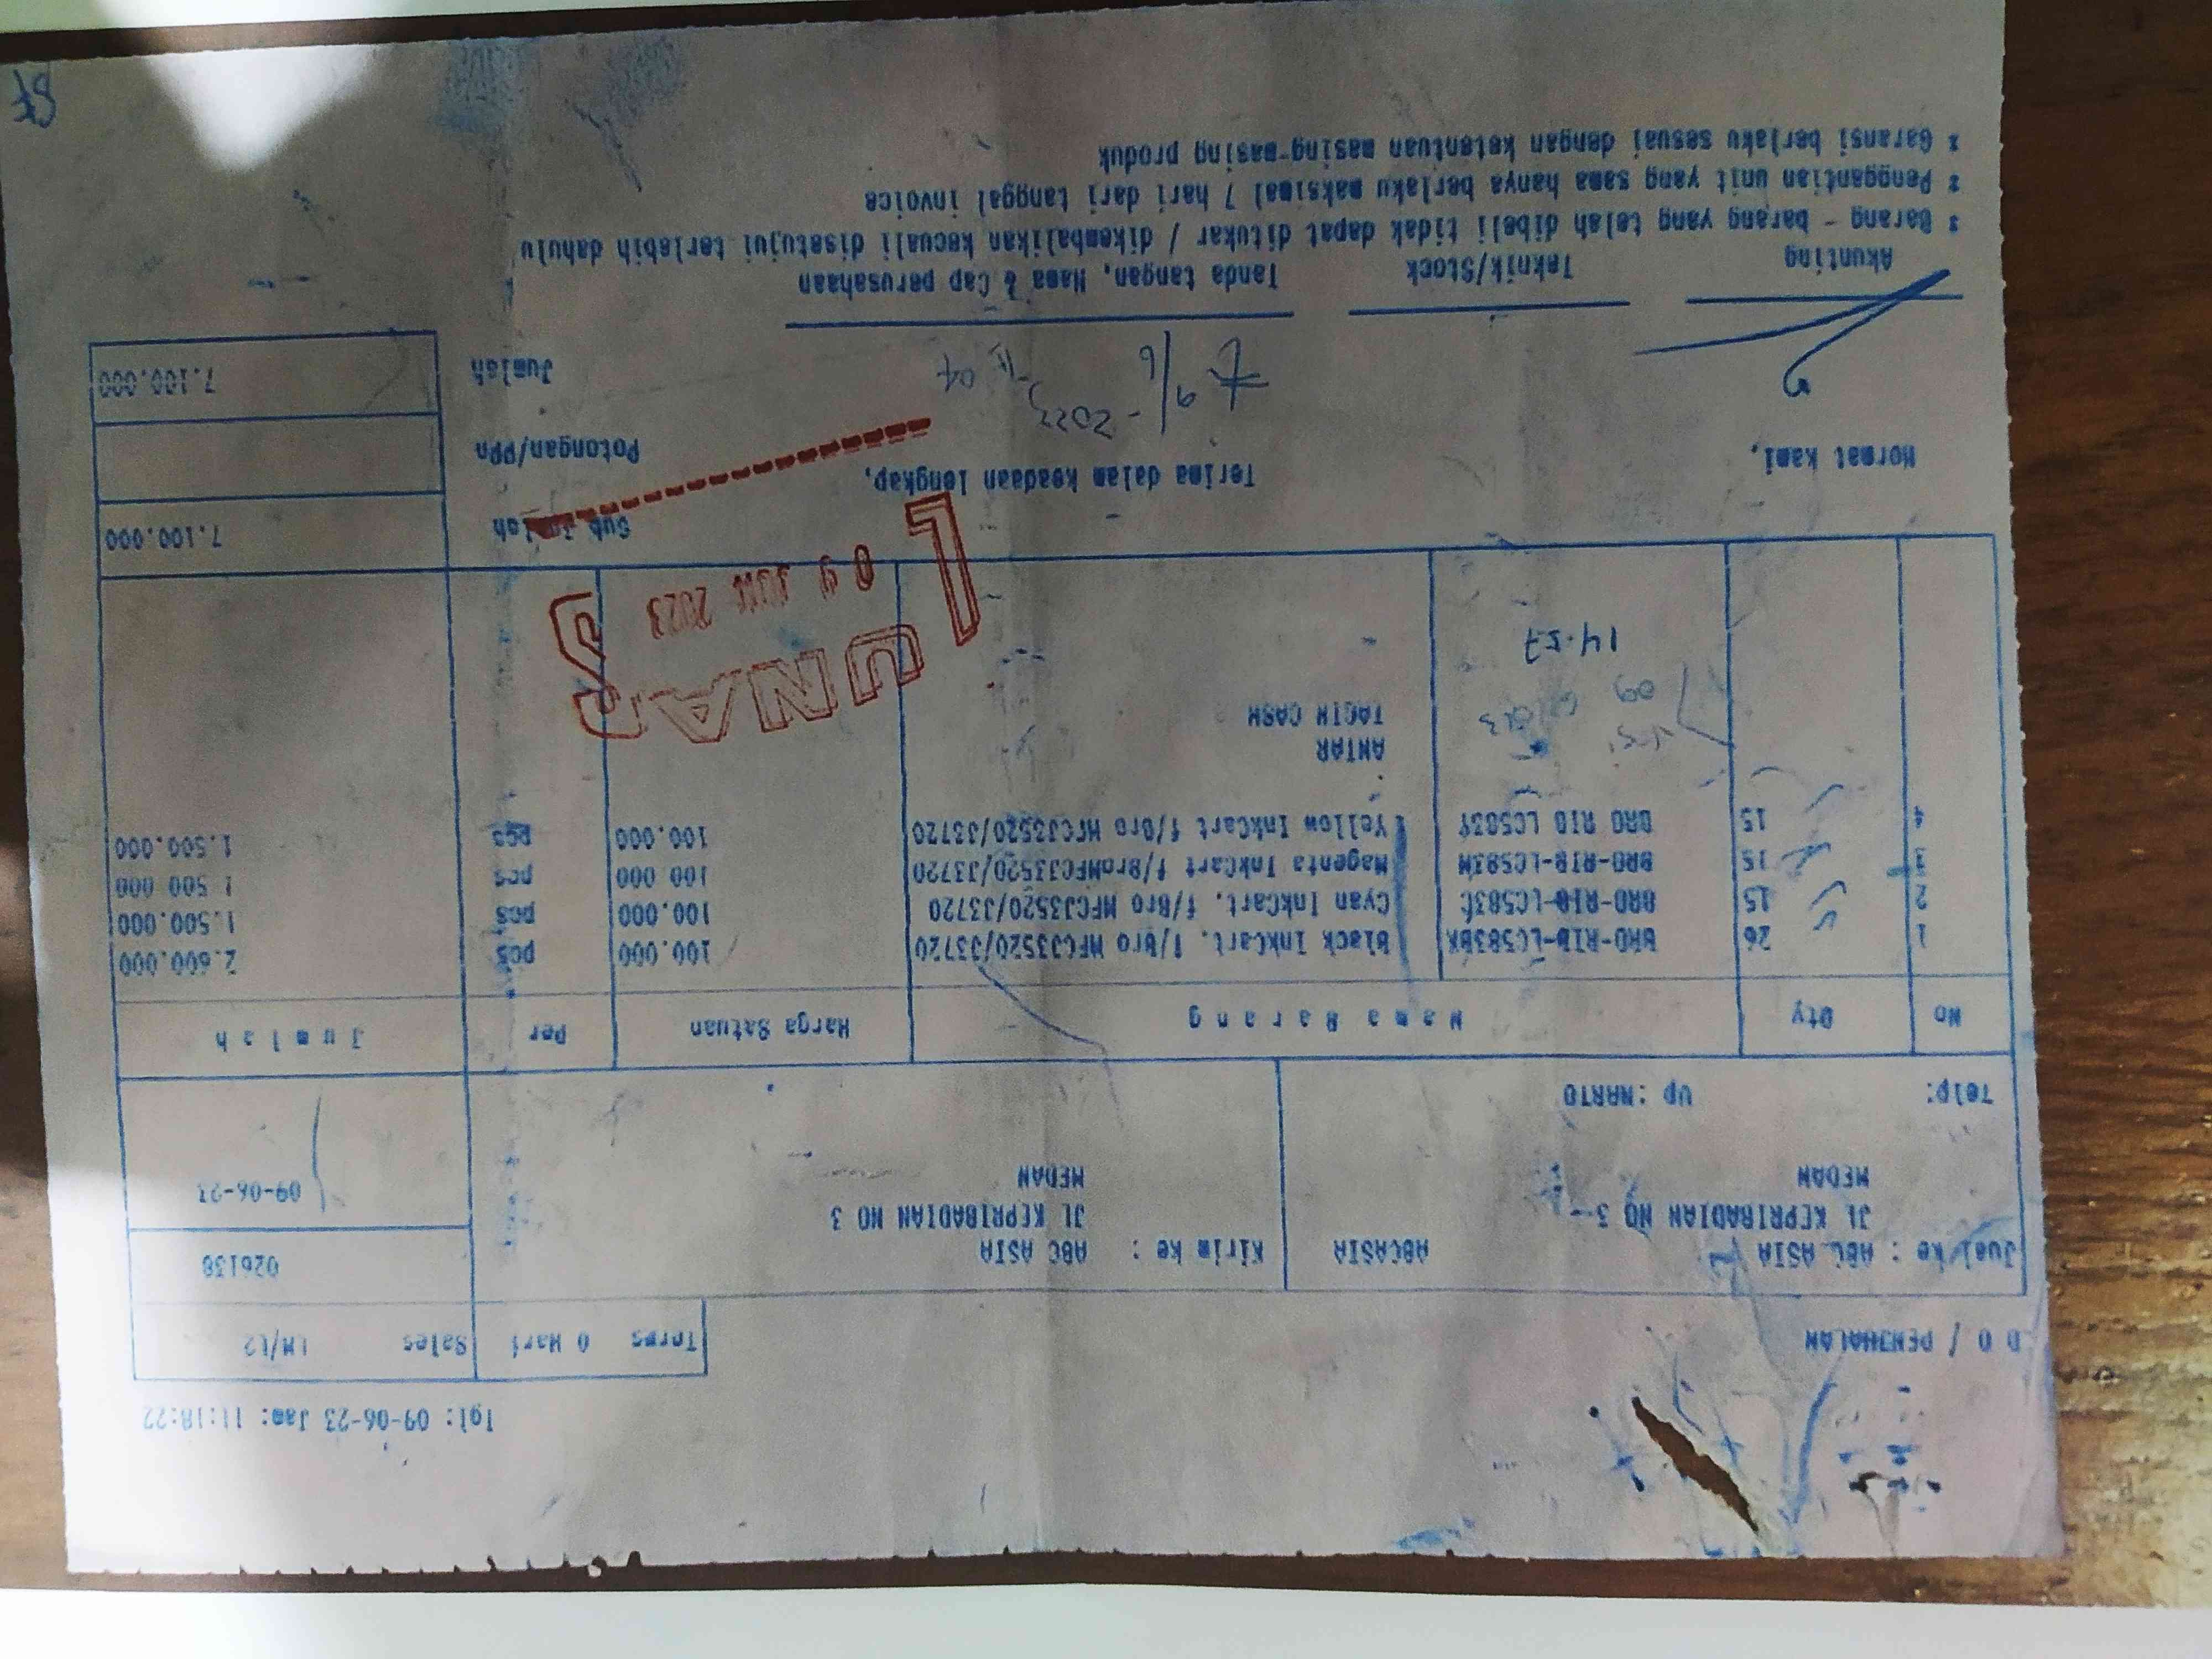 Tgl: 09-06-23 Jam: 11:18:22
D O / PENJUALAN
Terms 0 Hari Sales LM/L2
Jual ke : ABC ASIA ABCASIA Kirim ke : ABC ASIA 026138
JL KEPRIBADIAN NO 3 JL KEPRIBADIAN NO 3
MEDAN MEDAN 09-06-23
Telp: Up :NARTO
No Qty N a m a B a r a n g Harga Satuan Per J u m l a h
1 26 BRO-RIB-LC583BK Black InkCart. f/Bro MFCJ3520/J3720 100.000 pcs 2.600.000
2 15 BRO-RIB-LC583C Cyan InkCart. f/Bro MFCJ3520/J3720 100.000 pcs 1.500.000
3 15 BRO-RIB-LC583M Magenta InkCart f/BroMFCJ3520/J3720 100 000 pcs 1 500 000
4 15 BRO RIB LC583Y Yellow InkCart f/Bro MFCJ3520/J3720 100.000 pcs 1.500.000
ANTAR
TAGIH CASH
14.57
LUNAS
09 JUN 2023
Sub Jumlah 7.100.000
Hormat kami, Terima dalam keadaan lengkap,
Potongan/PPn
9/6 - 2023
Jumlah 7.100.000
Akunting Teknik/Stock Tanda tangan, Nama & Cap perusahaan
* Barang - barang yang telah dibeli tidak dapat ditukar / dikembalikan kecuali disetujui terlebih dahulu
* Penggantian unit yang sama hanya berlaku maksimal 7 hari dari tanggal invoice
* Garansi berlaku sesuai dengan ketentuan masing-masing produk